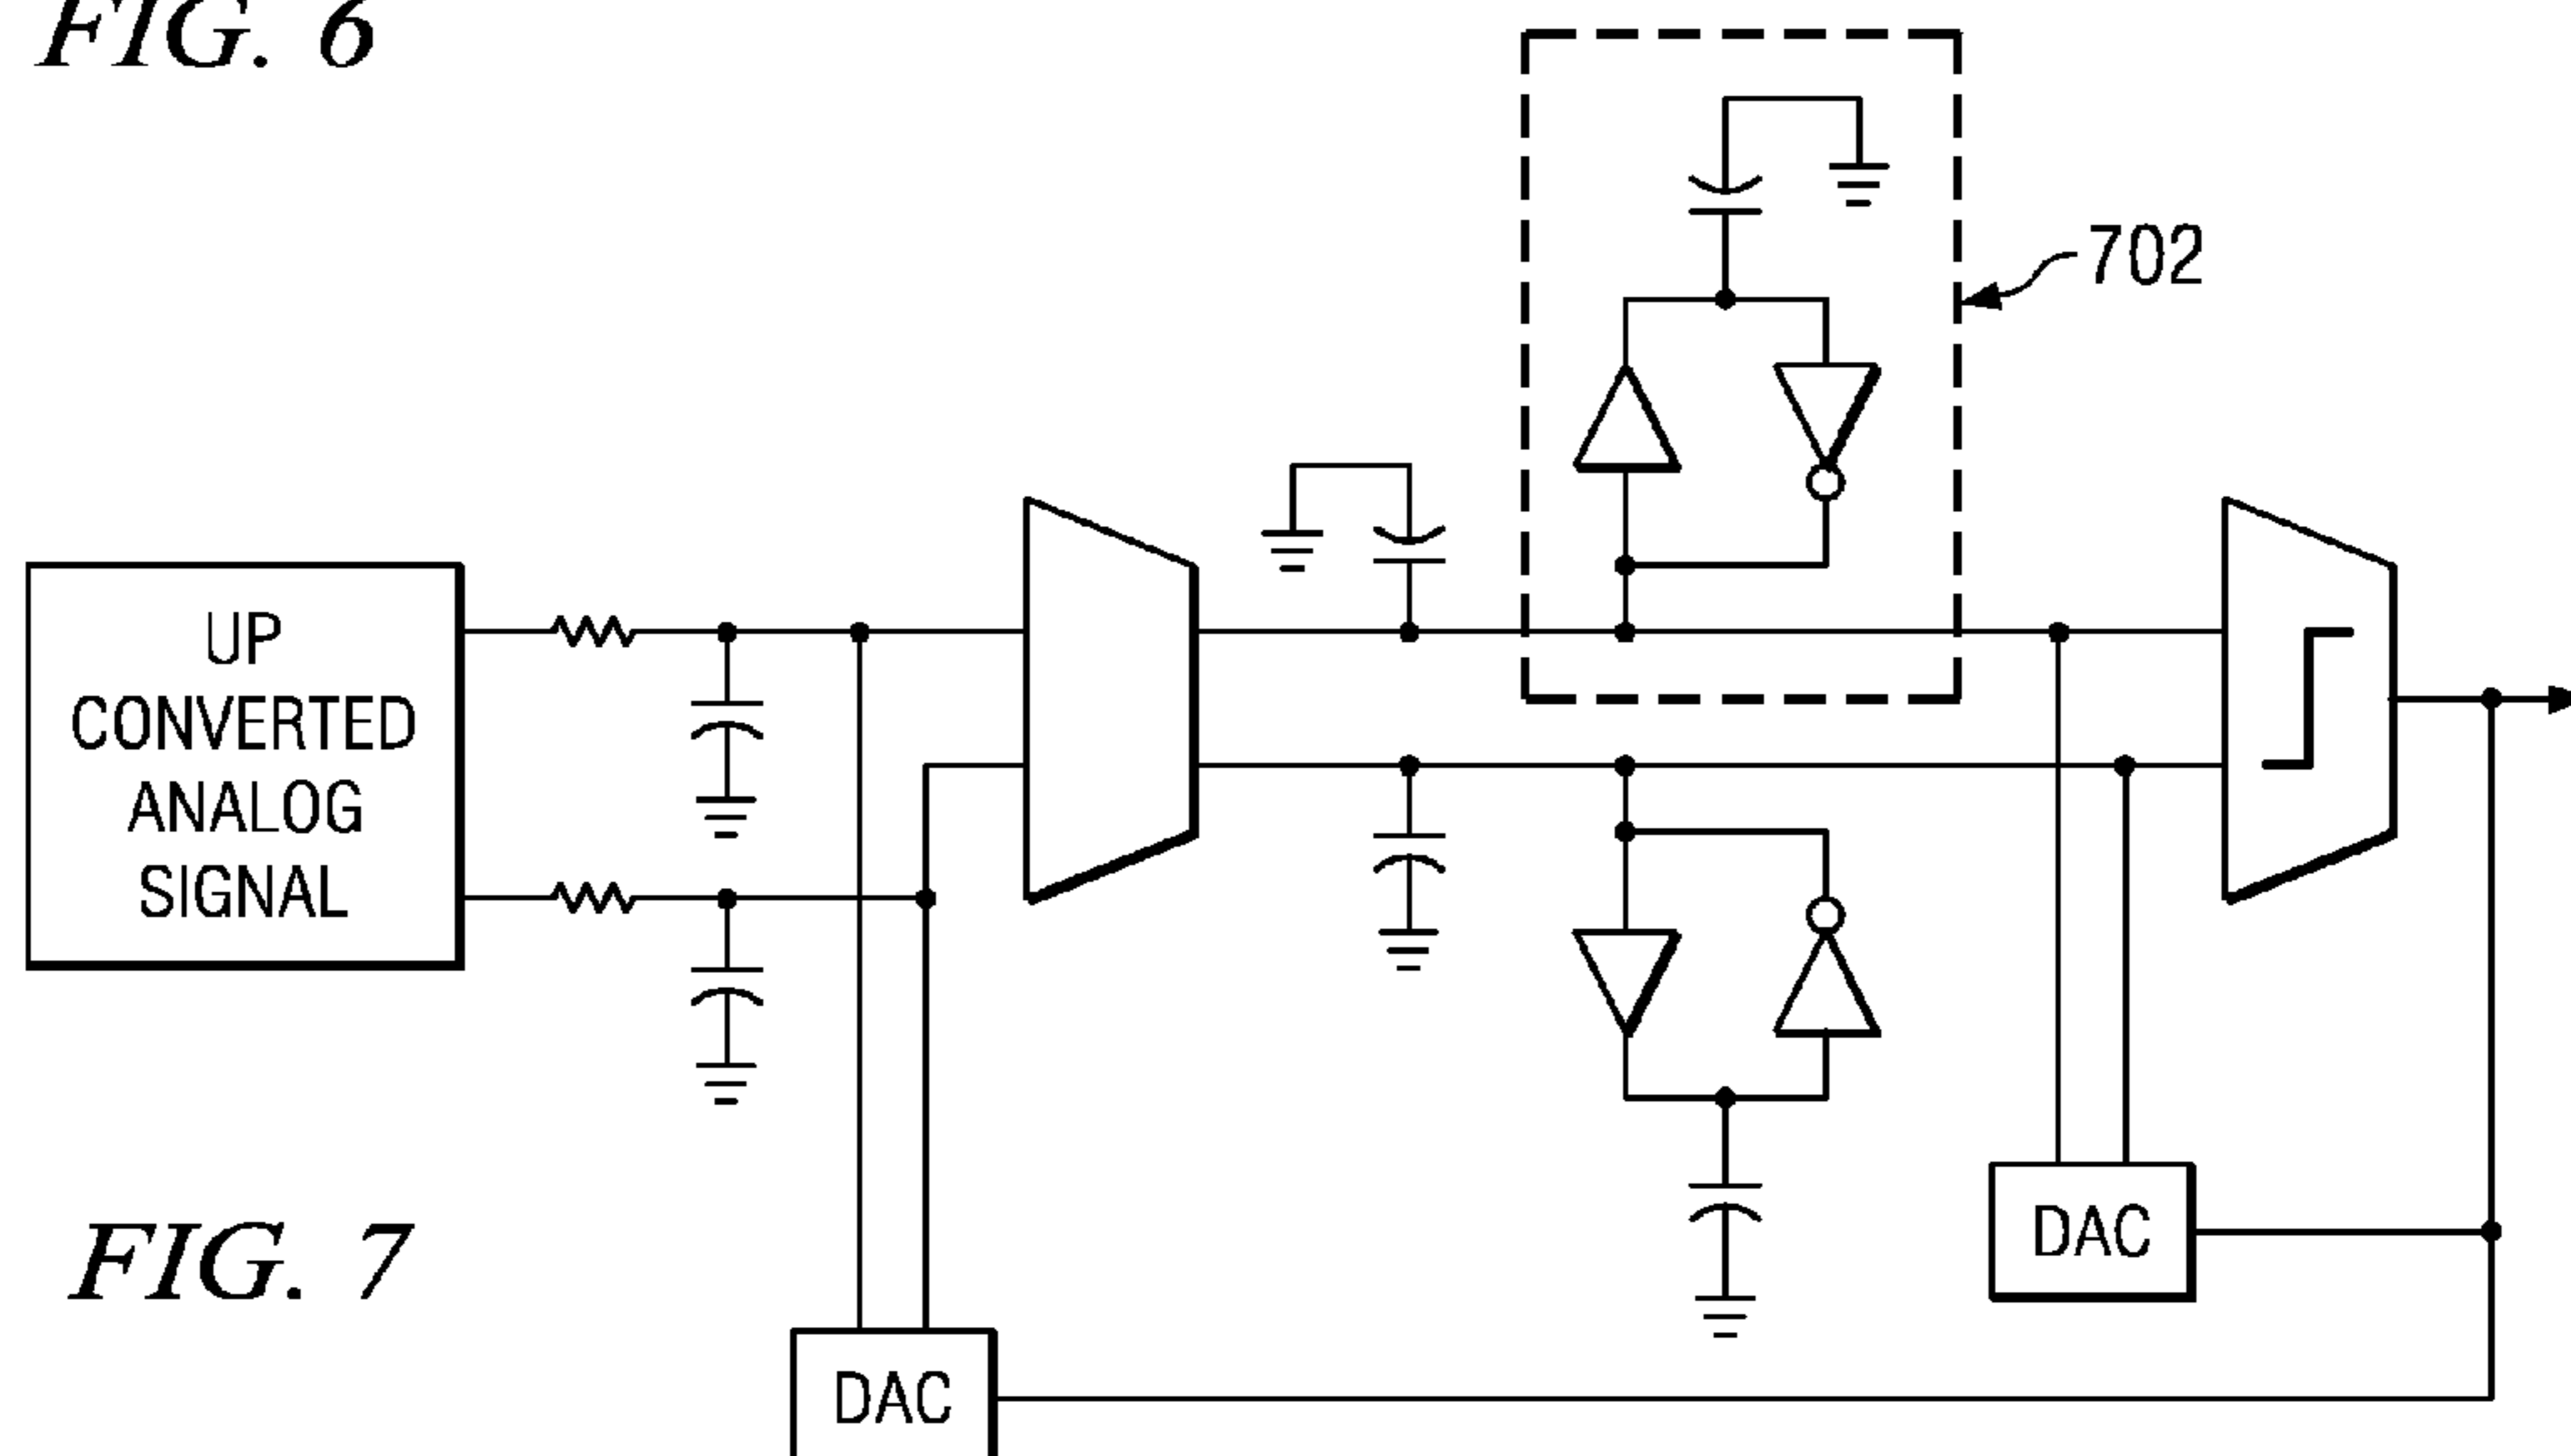 FIG. 6
702
UP
CONVERTED
ANALOG
SIGNAL
DAC
FIG. 7
DAC